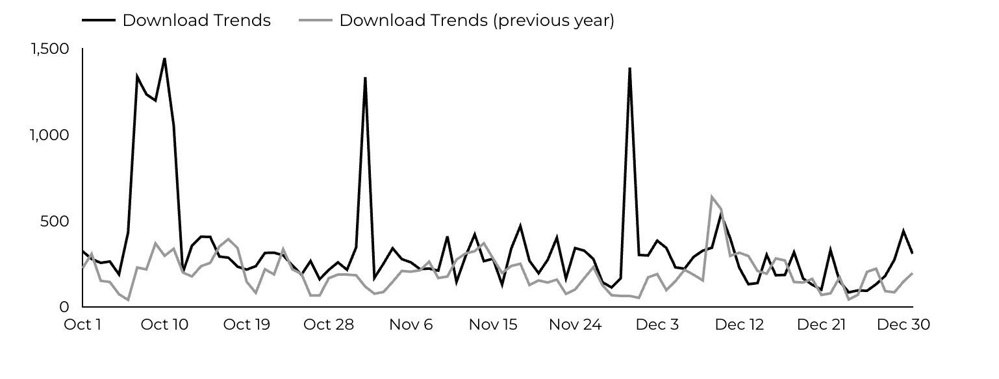 Download Trends Download Trends (previous year)
1,500
1,000
500
0
Oct 1 Oct 10 Oct 19 Oct 28 Nov 6 Nov 15 Nov 24 Dec 3 Dec 12 Dec 21 Dec 30